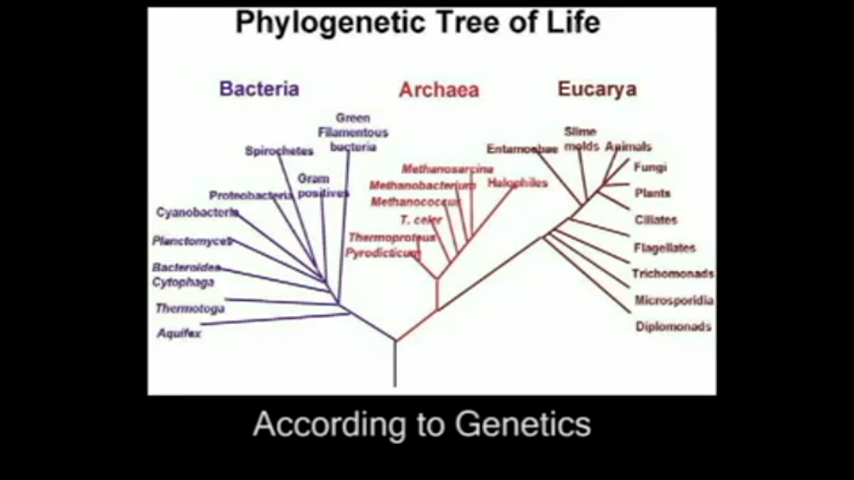 Phylogenetic Tree of Life
Bacteria
Archaea
Eucarya
Green
Filamentous
bacteria
Spirochetes
Gram
positives
Proteobacteria
Cyanobacteria
Planctomyces
Bacteroides
Cytophaga
Thermotoga
Aquifex
Methanosarcina
Methanobacterium
Halophiles
Methanococcus
T. celer
Thermoproteus
Pyrodicticum
Entamoebae
Slime
molds
Animals
Fungi
Plants
Ciliates
Flagellates
Trichomonads
Microsporidia
Diplomonads
According to Genetics